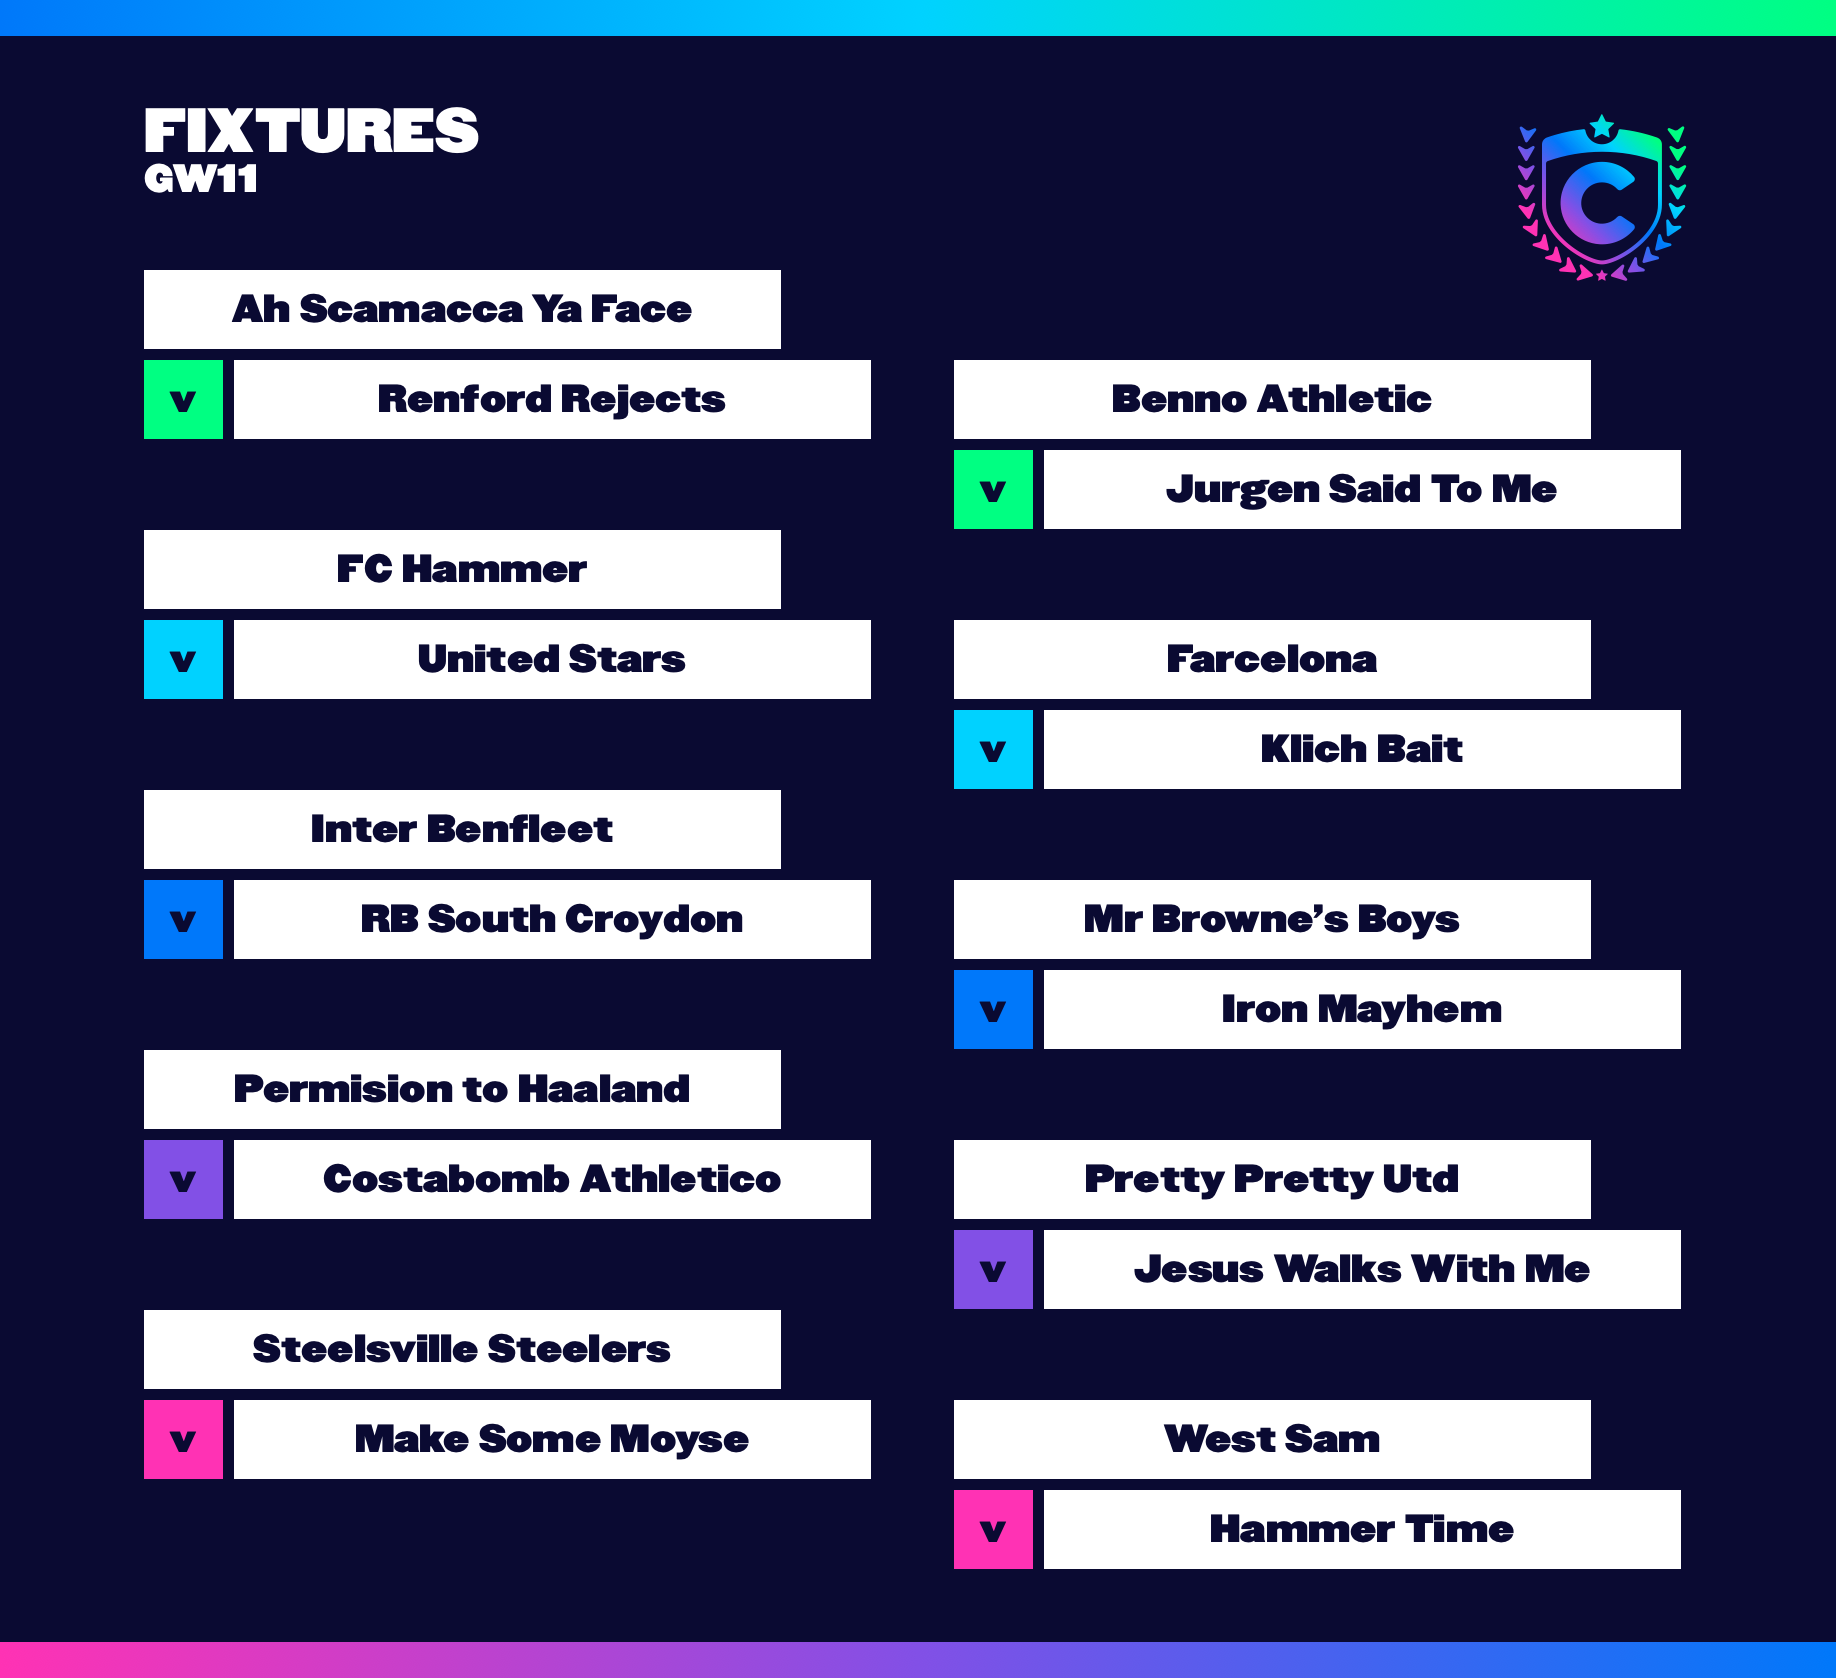 FIXTURES
GW11
Ah Scamacca Ya Face
v Renford Rejects
Benno Athletic
v Jurgen Said To Me
FC Hammer
v United Stars
Farcelona
v Klich Bait
Inter Benfleet
v RB South Croydon
Mr Browne’s Boys
v Iron Mayhem
Permision to Haaland
v Costabomb Athletico
Pretty Pretty Utd
v Jesus Walks With Me
Steelsville Steelers
v Make Some Moyse
West Sam
v Hammer Time
C